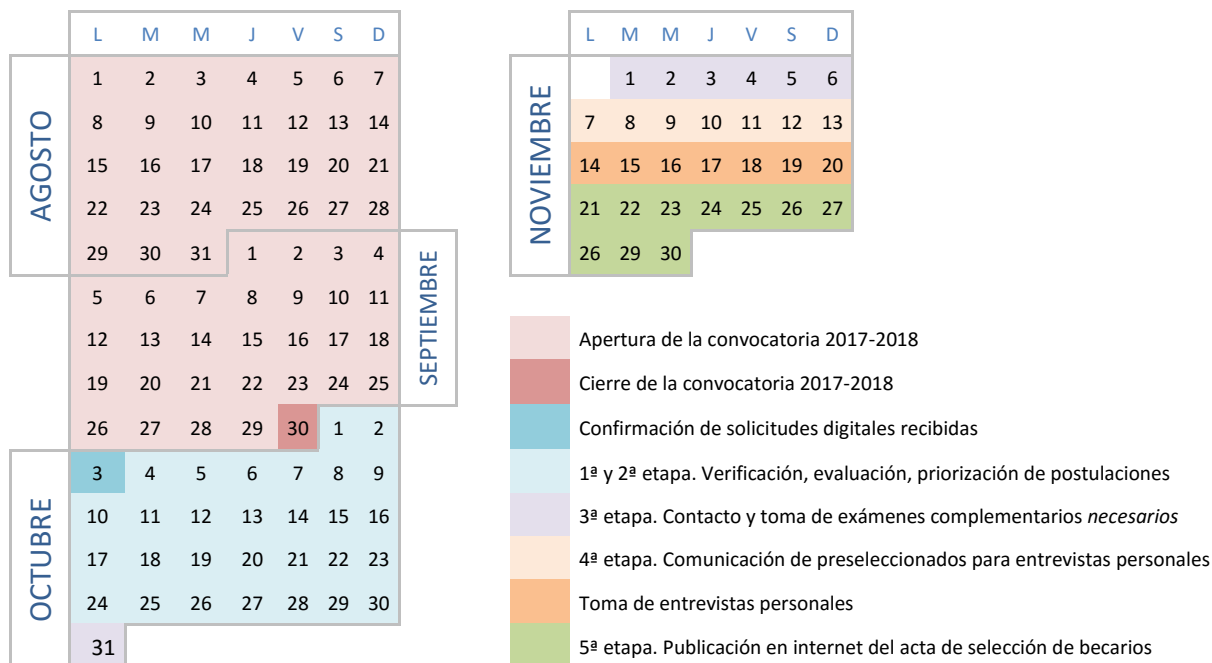 L M M J V S D
AGOSTO
1 2 3 4 5 6 7
8 9 10 11 12 13 14
15 16 17 18 19 20 21
22 23 24 25 26 27 28
29 30 31 1 2 3 4
SEPTIEMBRE
5 6 7 8 9 10 11
12 13 14 15 16 17 18
19 20 21 22 23 24 25
26 27 28 29 30 1 2
OCTUBRE
3 4 5 6 7 8 9
10 11 12 13 14 15 16
17 18 19 20 21 22 23
24 25 26 27 28 29 30
31
L M M J V S D
NOVIEMBRE
1 2 3 4 5 6
7 8 9 10 11 12 13
14 15 16 17 18 19 20
21 22 23 24 25 26 27
26 29 30
Apertura de la convocatoria 2017-2018
Cierre de la convocatoria 2017-2018
Confirmación de solicitudes digitales recibidas
1ª y 2ª etapa. Verificación, evaluación, priorización de postulaciones
3ª etapa. Contacto y toma de exámenes complementarios necesarios
4ª etapa. Comunicación de preseleccionados para entrevistas personales
Toma de entrevistas personales
5ª etapa. Publicación en internet del acta de selección de becarios